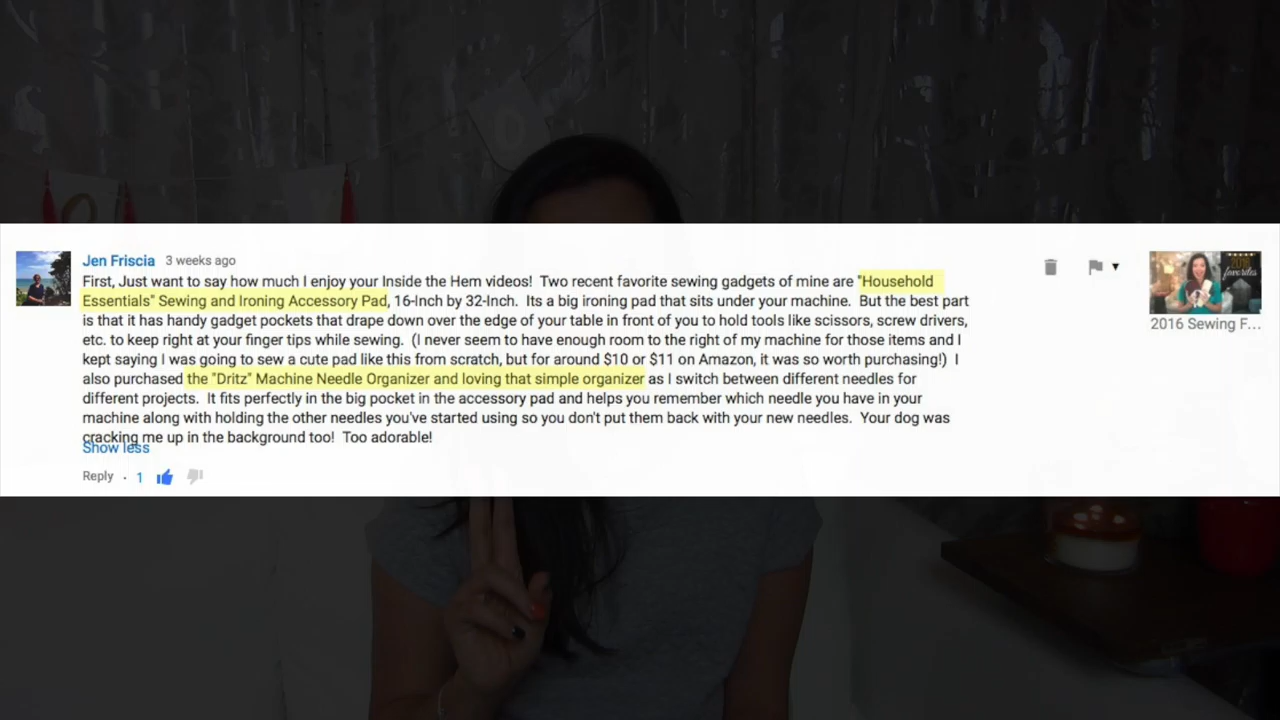 Jen Friscia 3 weeks ago
First, Just want to say how much I enjoy your Inside the Hem videos! Two recent favorite sewing gadgets of mine are "Household
Essentials" Sewing and Ironing Accessory Pad, 16-Inch by 32-Inch. Its a big ironing pad that sits under your machine. But the best part
is that it has handy gadget pockets that drape down over the edge of your table in front of you to hold tools like scissors, screw drivers,
etc. to keep right at your finger tips while sewing. (I never seem to have enough room to the right of my machine for those items and I
kept saying I was going to sew a cute pad like this from scratch, but for around $10 or $11 on Amazon, it was so worth purchasing!) I
also purchased the "Dritz" Machine Needle Organizer and loving that simple organizer as I switch between different needles for
different projects. It fits perfectly in the big pocket in the accessory pad and helps you remember which needle you have in your
machine along with holding the other needles you've started using so you don't put them back with your new needles. Your dog was
cracking me up in the background too! Too adorable!
Show less
Reply · 1
2016 favorites
2016 Sewing F...